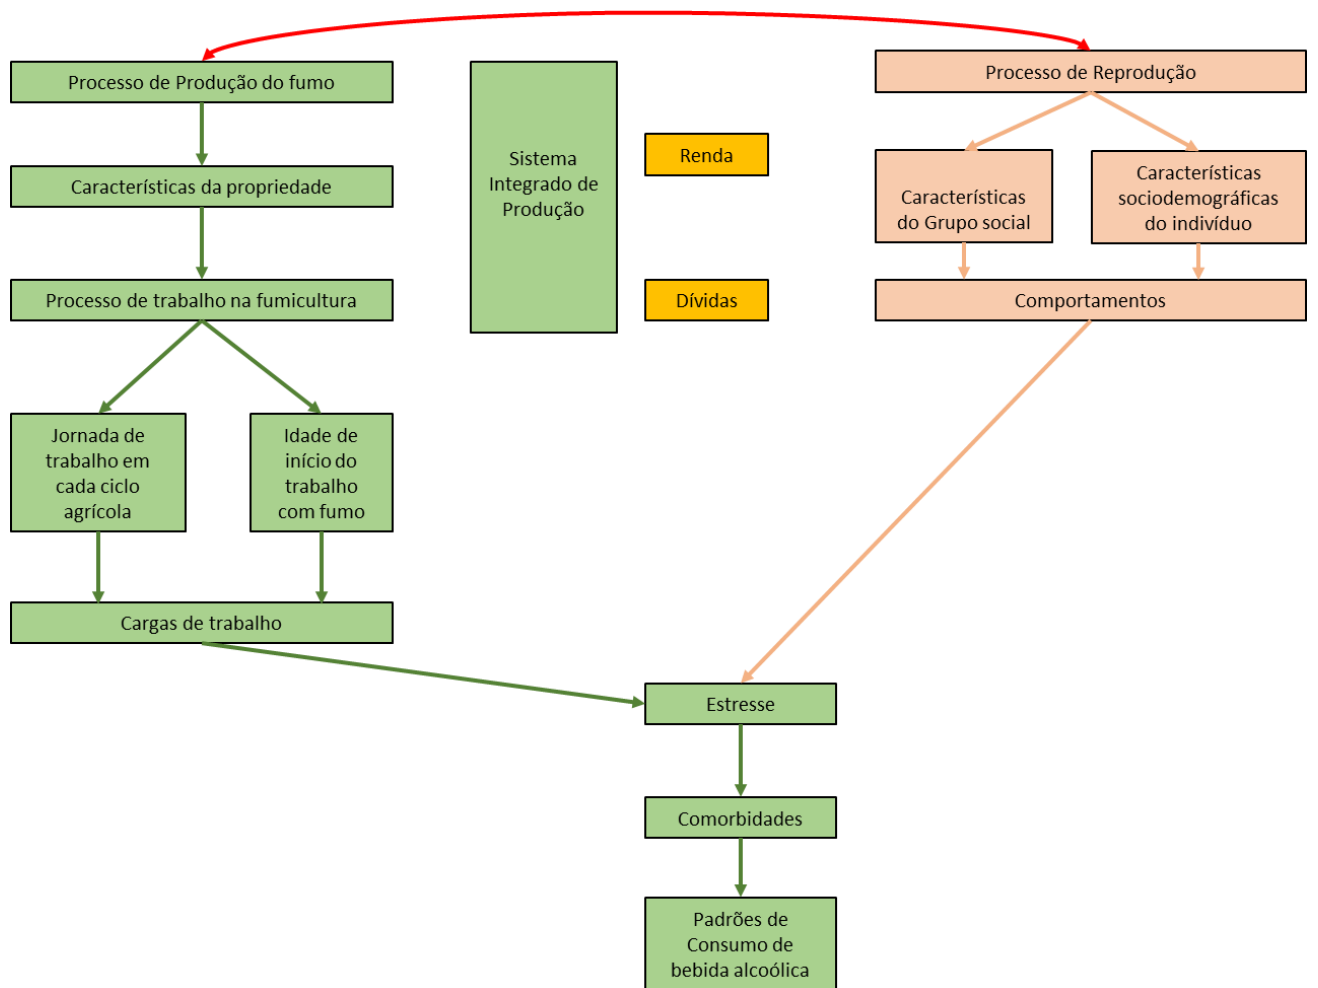 Processo de Produção do fumo
Características da propriedade
Processo de trabalho na fumicultura
Jornada de
trabalho em
cada ciclo
agrícola
Idade de
início do
trabalho
com fumo
Cargas de trabalho
Sistema
Integrado de
Produção
Renda
Dívidas
Processo de Reprodução
Características
do Grupo social
Características
sociodemográficas
do indivíduo
Comportamentos
Estresse
Comorbidades
Padrões de
Consumo de
bebida alcoólica